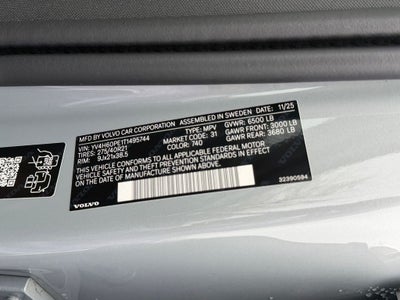 MFD BY VOLVO CAR CORPORATION ASSEMBLED IN SWEDEN 11/25
VIN: YV4H60PE1T1495744 TYPE: MPV GVWR: 6500 LB
TIRES: 275/40R21 MARKET CODE: 31 GAWR FRONT: 3000 LB
RIM: 9Jx21x38.5 COLOR: 740 GAWR REAR: 3680 LB
THIS VEHICLE CONFORMS TO ALL APPLICABLE FEDERAL MOTOR
VEHICLE SAFETY, BUMPER AND THEFT PREVENTION STANDARDS IN EFFECT
ON THE DATE OF MANUFACTURE SHOWN ABOVE
VOLVO 32390594